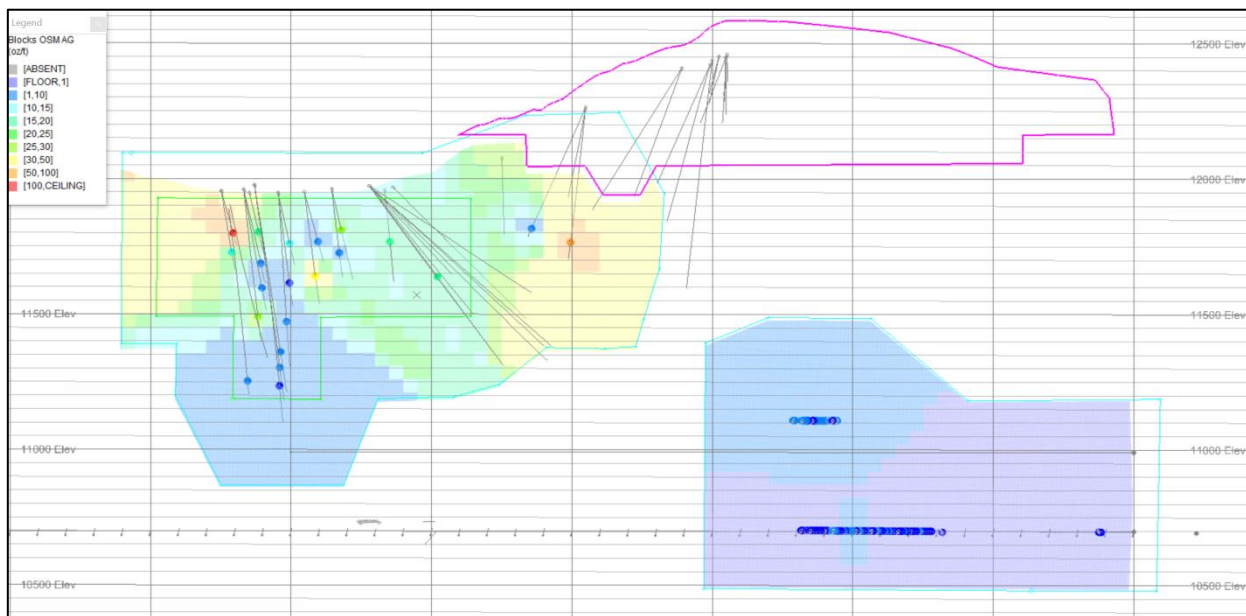 Legend
Blocks OSMAG
(oz/t)
[ABSENT]
[FLOOR,1]
[1,10]
[10,15]
[15,20]
[20,25]
[25,30]
[30,50]
[50,100]
[100,CEILING]
12500 Elev
12000 Elev
11500 Elev
11500 Elev
11000 Elev
11000 Elev
10500 Elev
10500 Elev